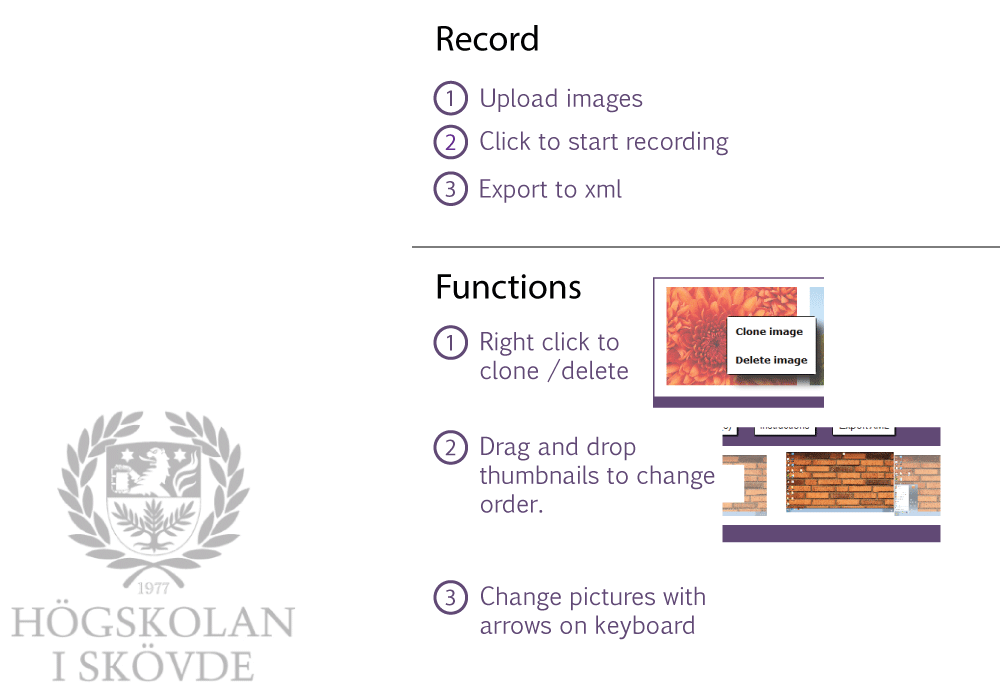 Record
1 Upload images
2 Click to start recording
3 Export to xml
Functions
1 Right click to
clone /delete
Clone image
Delete image
2 Drag and drop
thumbnails to change
order.
3 Change pictures with
arrows on keyboard
1977
HÖGSKOLAN
I SKÖVDE